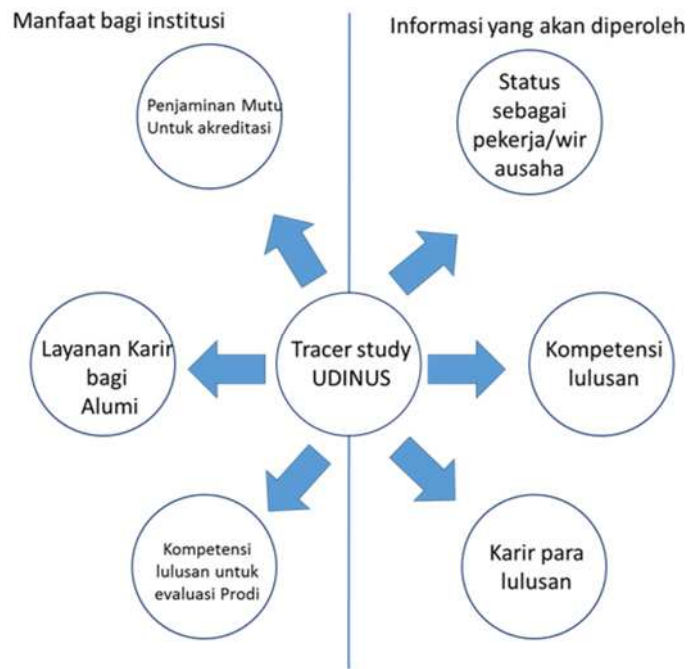 Manfaat bagi institusi
Informasi yang akan diperoleh
Penjaminan Mutu
Untuk akreditasi
Status
sebagai
pekerja/wir
ausaha
Layanan Karir
bagi
Alumi
Tracer study
UDINUS
Kompetensi
lulusan
Kompetensi
lulusan untuk
evaluasi Prodi
Karir para
lulusan